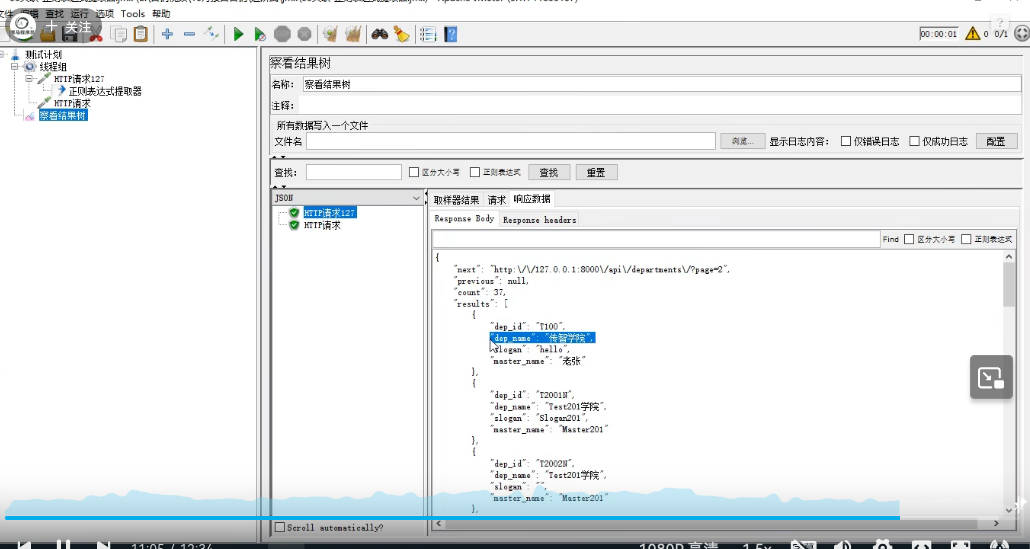 文件 编辑 查找 运行 选项 Tools 帮助
关注
00:00:01
0 0/1
测试计划
线程组
HTTP请求127
正则表达式提取器
HTTP请求
察看结果树
察看结果树
名称: 察看结果树
注释:
所有数据写入一个文件
文件名 浏览... 显示日志内容: 仅错误日志 仅成功日志 配置
查找: 区分大小写 正则表达式 查找 重置
JSON
HTTP请求127
HTTP请求
取样器结果 请求 响应数据
Response Body Response headers
Find 区分大小写 正则表达式
{
"next": "http:\/\/127.0.0.1:8000\/api\/departments\/?page=2",
"previous": null,
"count": 37,
"results": [
{
"dep_id": "T100",
"dep_name": "传智学院",
"slogan": "hello",
"master_name": "老张"
},
{
"dep_id": "T2001N",
"dep_name": "Test201学院",
"slogan": "Slogan201",
"master_name": "Master201"
},
{
"dep_id": "T2002N",
"dep_name": "Test201学院",
"slogan": "",
"master_name": "Master201"
},
Scroll automatically?
11:05 / 12:34
1080P 高清 1.5x